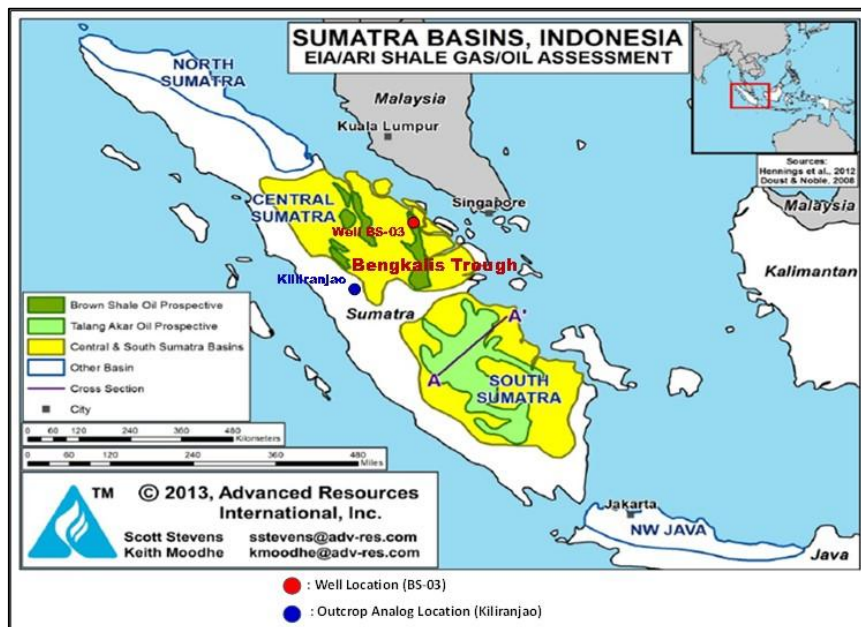 SUMATRA BASINS, INDONESIA
EIA/ARI SHALE GAS/OIL ASSESSMENT
NORTH
SUMATRA
Malaysia
Kuala Lumpur
Singapore
Sources:
Hennings et al., 2012
Doust & Noble, 2008
Malaysia
CENTRAL
SUMATRA
Well BS-03
Bengkalis Trough
Kiliranjao
Sumatra
Kalimantan
A'
A
SOUTH
SUMATRA
Brown Shale Oil Prospective
Talang Akar Oil Prospective
Central & South Sumatra Basins
Other Basin
Cross Section
City
0 60 120 240 360 480
Kilometers
0 60 120 240 360 480
Miles
TM
© 2013, Advanced Resources
International, Inc.
Scott Stevens sstevens@adv-res.com
Keith Moodhe kmoodhe@adv-res.com
Jakarta
NW JAVA
Java
: Well Location (BS-03)
: Outcrop Analog Location (Kiliranjao)